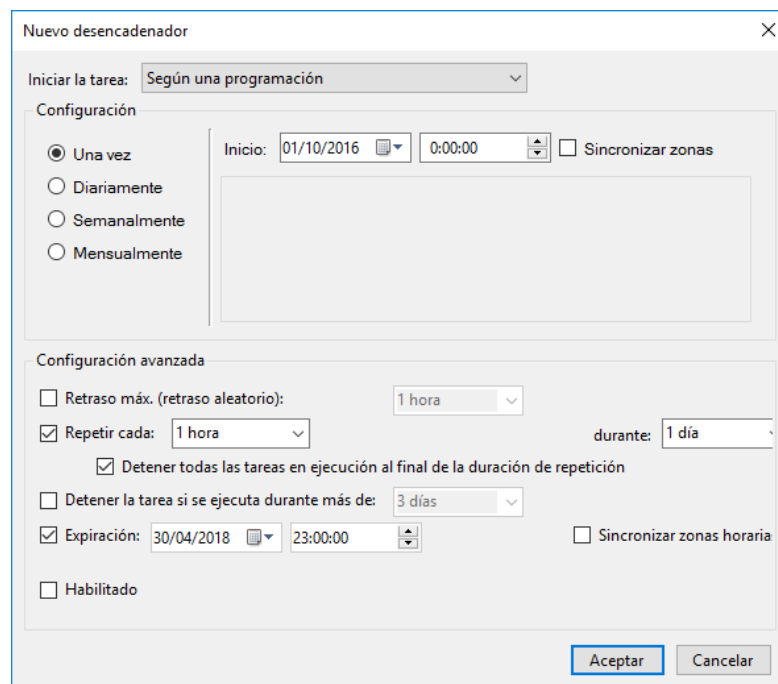 Nuevo desencadenador
Iniciar la tarea: Según una programación
Configuración
Una vez
Inicio: 01/10/2016 0:00:00 Sincronizar zonas
Diariamente
Semanalmente
Mensualmente
Configuración avanzada
Retraso máx. (retraso aleatorio): 1 hora
Repetir cada: 1 hora durante: 1 día
Detener todas las tareas en ejecución al final de la duración de repetición
Detener la tarea si se ejecuta durante más de: 3 días
Expiración: 30/04/2018 23:00:00 Sincronizar zonas horaria
Habilitado
Aceptar Cancelar